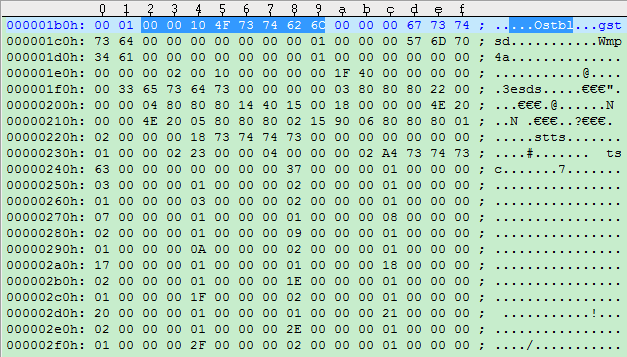 0 1 2 3 4 5 6 7 8 9 a b c d e f
000001b0h: 00 01 00 00 10 4F 73 74 62 6C 00 00 00 67 73 74 ; .....Ostbl...gst
000001c0h: 73 64 00 00 00 00 00 00 00 01 00 00 00 57 6D 70 ; sd...........Wmp
000001d0h: 34 61 00 00 00 00 00 00 00 01 00 00 00 00 00 00 ; 4a..............
000001e0h: 00 00 00 02 00 10 00 00 00 00 1F 40 00 00 00 00 ; ...........@....
000001f0h: 00 33 65 73 64 73 00 00 00 00 03 80 80 80 22 00 ; .3esds.....€€€".
00000200h: 00 00 04 80 80 80 14 40 15 00 18 00 00 00 4E 20 ; ...€€€.@......N
00000210h: 00 00 4E 20 05 80 80 80 02 15 90 06 80 80 80 01 ; ..N .€€€..?€€€.
00000220h: 02 00 00 00 18 73 74 74 73 00 00 00 00 00 00 00 ; .....stts.......
00000230h: 01 00 00 02 23 00 00 04 00 00 00 02 A4 73 74 73 ; ....#....... ts
00000240h: 63 00 00 00 00 00 00 00 37 00 00 00 01 00 00 00 ; c.......7.......
00000250h: 03 00 00 00 01 00 00 00 02 00 00 00 01 00 00 00 ; ................
00000260h: 01 00 00 00 03 00 00 00 02 00 00 00 01 00 00 00 ; ................
00000270h: 07 00 00 00 01 00 00 00 01 00 00 00 08 00 00 00 ; ................
00000280h: 02 00 00 00 01 00 00 00 09 00 00 00 01 00 00 00 ; ................
00000290h: 01 00 00 00 0A 00 00 00 02 00 00 00 01 00 00 00 ; ................
000002a0h: 17 00 00 00 01 00 00 00 01 00 00 00 18 00 00 00 ; ................
000002b0h: 02 00 00 00 01 00 00 00 1E 00 00 00 01 00 00 00 ; ................
000002c0h: 01 00 00 00 1F 00 00 00 02 00 00 00 01 00 00 00 ; ................
000002d0h: 20 00 00 00 01 00 00 00 01 00 00 00 21 00 00 00 ;  ...........!...
000002e0h: 02 00 00 00 01 00 00 00 2E 00 00 00 01 00 00 00 ; ................
000002f0h: 01 00 00 00 2F 00 00 00 02 00 00 00 01 00 00 00 ; ..../...........